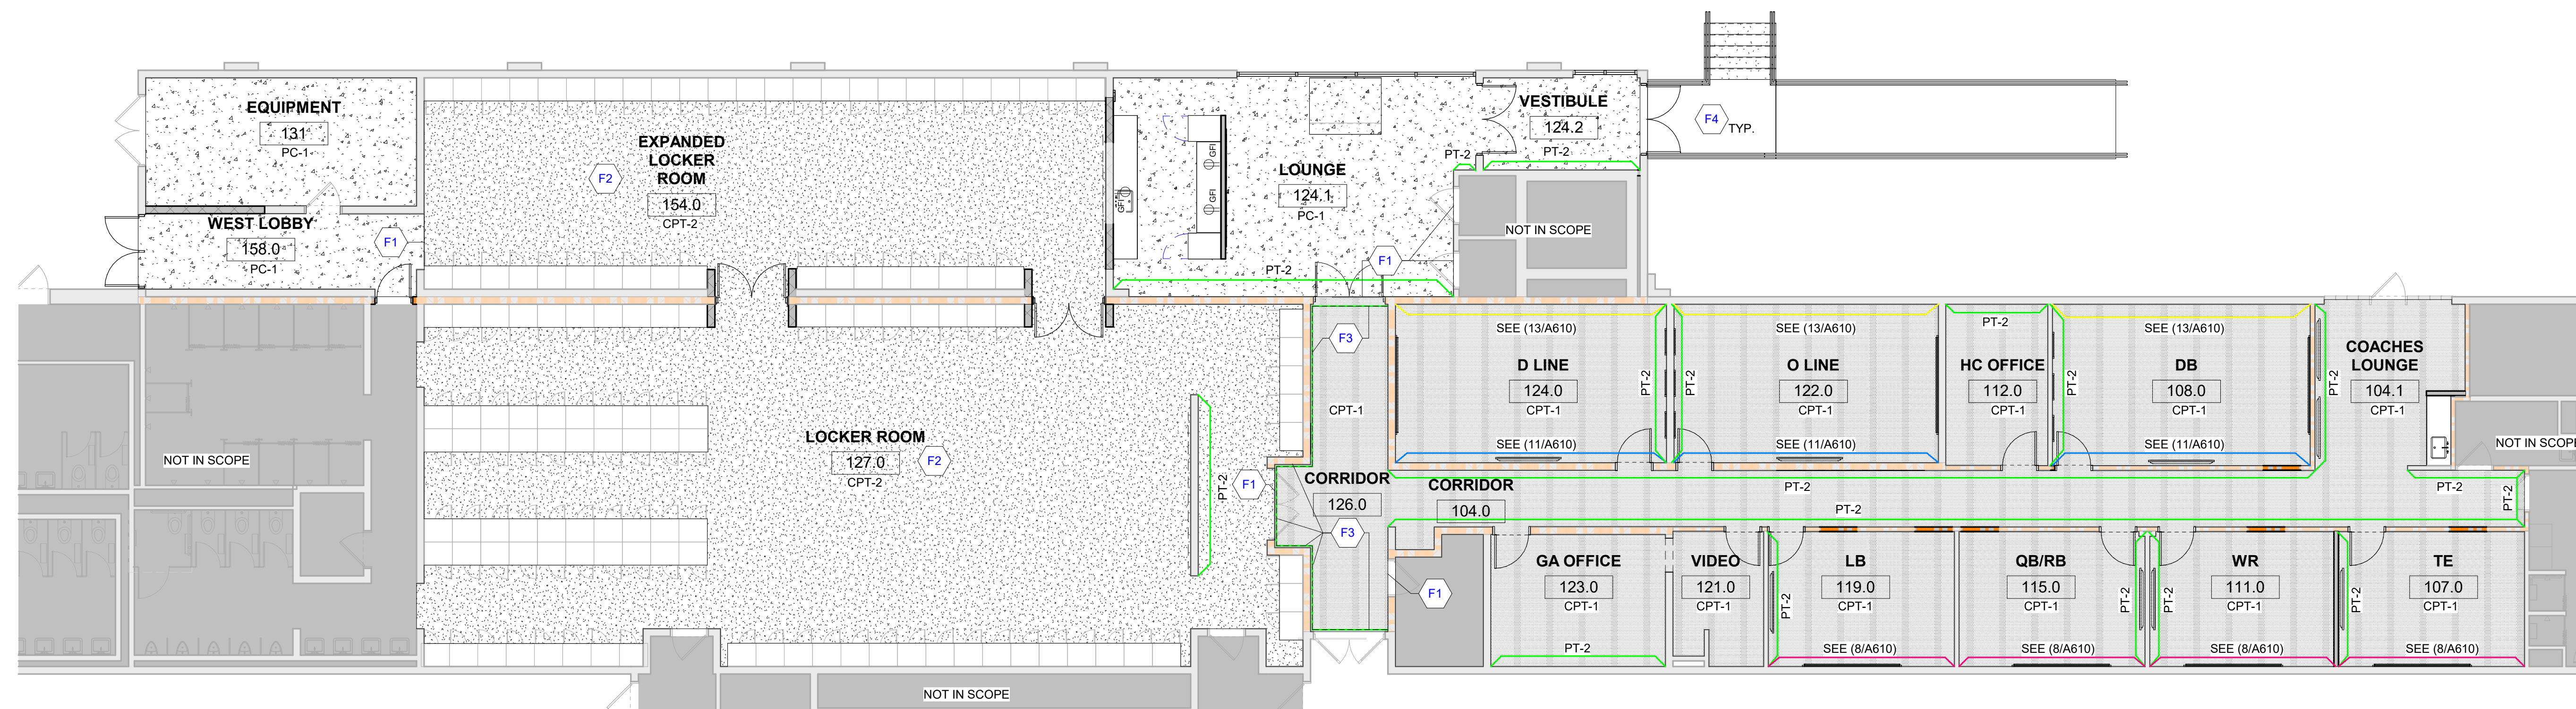 EQUIPMENT
131
PC-1
WEST LOBBY
158.0
PC-1
F1
EXPANDED
LOCKER
ROOM
154.0
CPT-2
F2
GFI
GFI
GFI
LOUNGE
124.1
PC-1
PT-2
F1
VESTIBULE
124.2
PT-2
PT-2
NOT IN SCOPE
F4
TYP.
NOT IN SCOPE
LOCKER ROOM
127.0
CPT-2
F2
PT-2
F1
NOT IN SCOPE
F3
CPT-1
CORRIDOR
126.0
F3
CORRIDOR
104.0
F1
SEE (13/A610)
D LINE
124.0
CPT-1
SEE (11/A610)
PT-2
PT-2
SEE (13/A610)
O LINE
122.0
CPT-1
SEE (11/A610)
PT-2
HC OFFICE
112.0
CPT-1
PT-2
SEE (13/A610)
DB
108.0
CPT-1
SEE (11/A610)
PT-2
COACHES
LOUNGE
104.1
CPT-1
NOT IN SCOPE
PT-2
PT-2
PT-2
PT-2
GA OFFICE
123.0
CPT-1
PT-2
VIDEO
121.0
CPT-1
PT-2
LB
119.0
CPT-1
SEE (8/A610)
QB/RB
115.0
CPT-1
SEE (8/A610)
PT-2
PT-2
WR
111.0
CPT-1
SEE (8/A610)
PT-2
TE
107.0
CPT-1
SEE (8/A610)